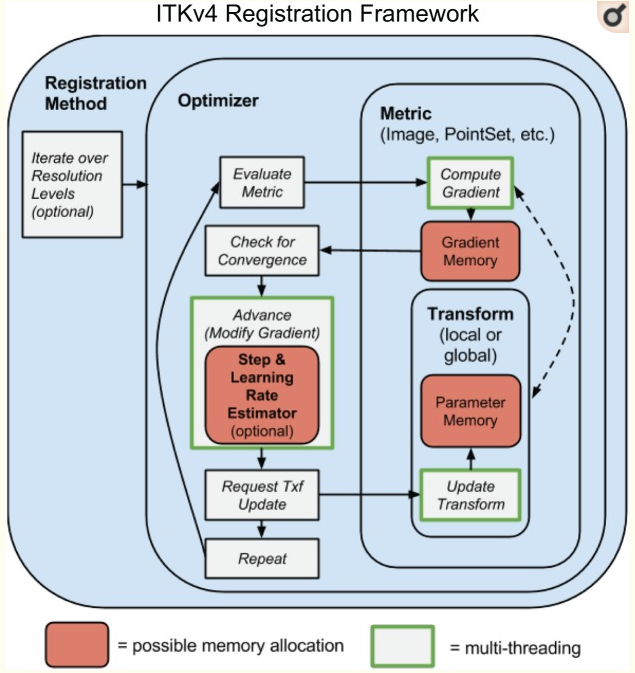 ITKv4 Registration Framework
Registration
Method
Iterate over
Resolution
Levels
(optional)
Optimizer
Evaluate
Metric
Check for
Convergence
Advance
(Modify Gradient)
Step &
Learning
Rate
Estimator
(optional)
Request Txf
Update
Repeat
Metric
(Image, PointSet, etc.)
Compute
Gradient
Gradient
Memory
Transform
(local or
global)
Parameter
Memory
Update
Transform
= possible memory allocation
= multi-threading